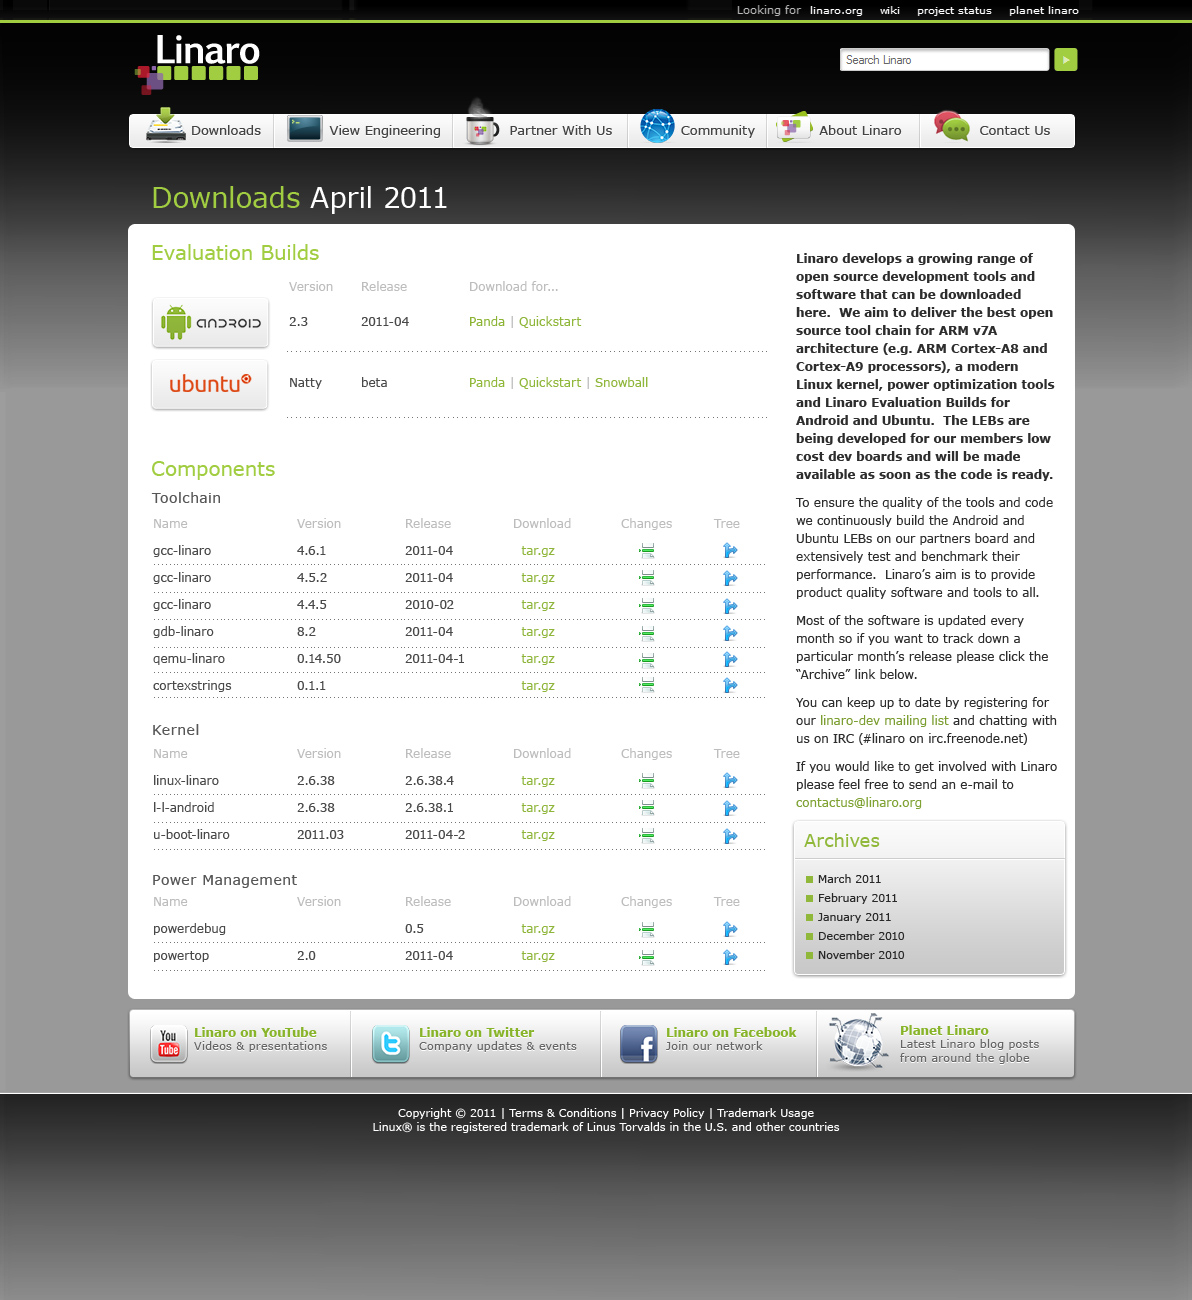 Looking for linaro.org wiki project status planet linaro
Linaro
Search Linaro
Downloads View Engineering Partner With Us Community About Linaro Contact Us
Downloads April 2011
Evaluation Builds
Version Release Download for...
android 2.3 2011-04 Panda | Quickstart
ubuntu Natty beta Panda | Quickstart | Snowball
Components
Toolchain
Name Version Release Download Changes Tree
gcc-linaro 4.6.1 2011-04 tar.gz
gcc-linaro 4.5.2 2011-04 tar.gz
gcc-linaro 4.4.5 2010-02 tar.gz
gdb-linaro 8.2 2011-04 tar.gz
qemu-linaro 0.14.50 2011-04-1 tar.gz
cortexstrings 0.1.1 tar.gz
Kernel
Name Version Release Download Changes Tree
linux-linaro 2.6.38 2.6.38.4 tar.gz
l-l-android 2.6.38 2.6.38.1 tar.gz
u-boot-linaro 2011.03 2011-04-2 tar.gz
Power Management
Name Version Release Download Changes Tree
powerdebug 0.5 tar.gz
powertop 2.0 2011-04 tar.gz
Linaro develops a growing range of
open source development tools and
software that can be downloaded
here. We aim to deliver the best open
source tool chain for ARM v7A
architecture (e.g. ARM Cortex-A8 and
Cortex-A9 processors), a modern
Linux kernel, power optimization tools
and Linaro Evaluation Builds for
Android and Ubuntu. The LEBs are
being developed for our members low
cost dev boards and will be made
available as soon as the code is ready.
To ensure the quality of the tools and code
we continuously build the Android and
Ubuntu LEBs on our partners board and
extensively test and benchmark their
performance. Linaro’s aim is to provide
product quality software and tools to all.
Most of the software is updated every
month so if you want to track down a
particular month’s release please click the
“Archive” link below.
You can keep up to date by registering for
our linaro-dev mailing list and chatting with
us on IRC (#linaro on irc.freenode.net)
If you would like to get involved with Linaro
please feel free to send an e-mail to
contactus@linaro.org
Archives
March 2011
February 2011
January 2011
December 2010
November 2010
You
Tube
Linaro on YouTube
Videos & presentations
Linaro on Twitter
Company updates & events
Linaro on Facebook
Join our network
Planet Linaro
Latest Linaro blog posts
from around the globe
Copyright © 2011 | Terms & Conditions | Privacy Policy | Trademark Usage
Linux® is the registered trademark of Linus Torvalds in the U.S. and other countries